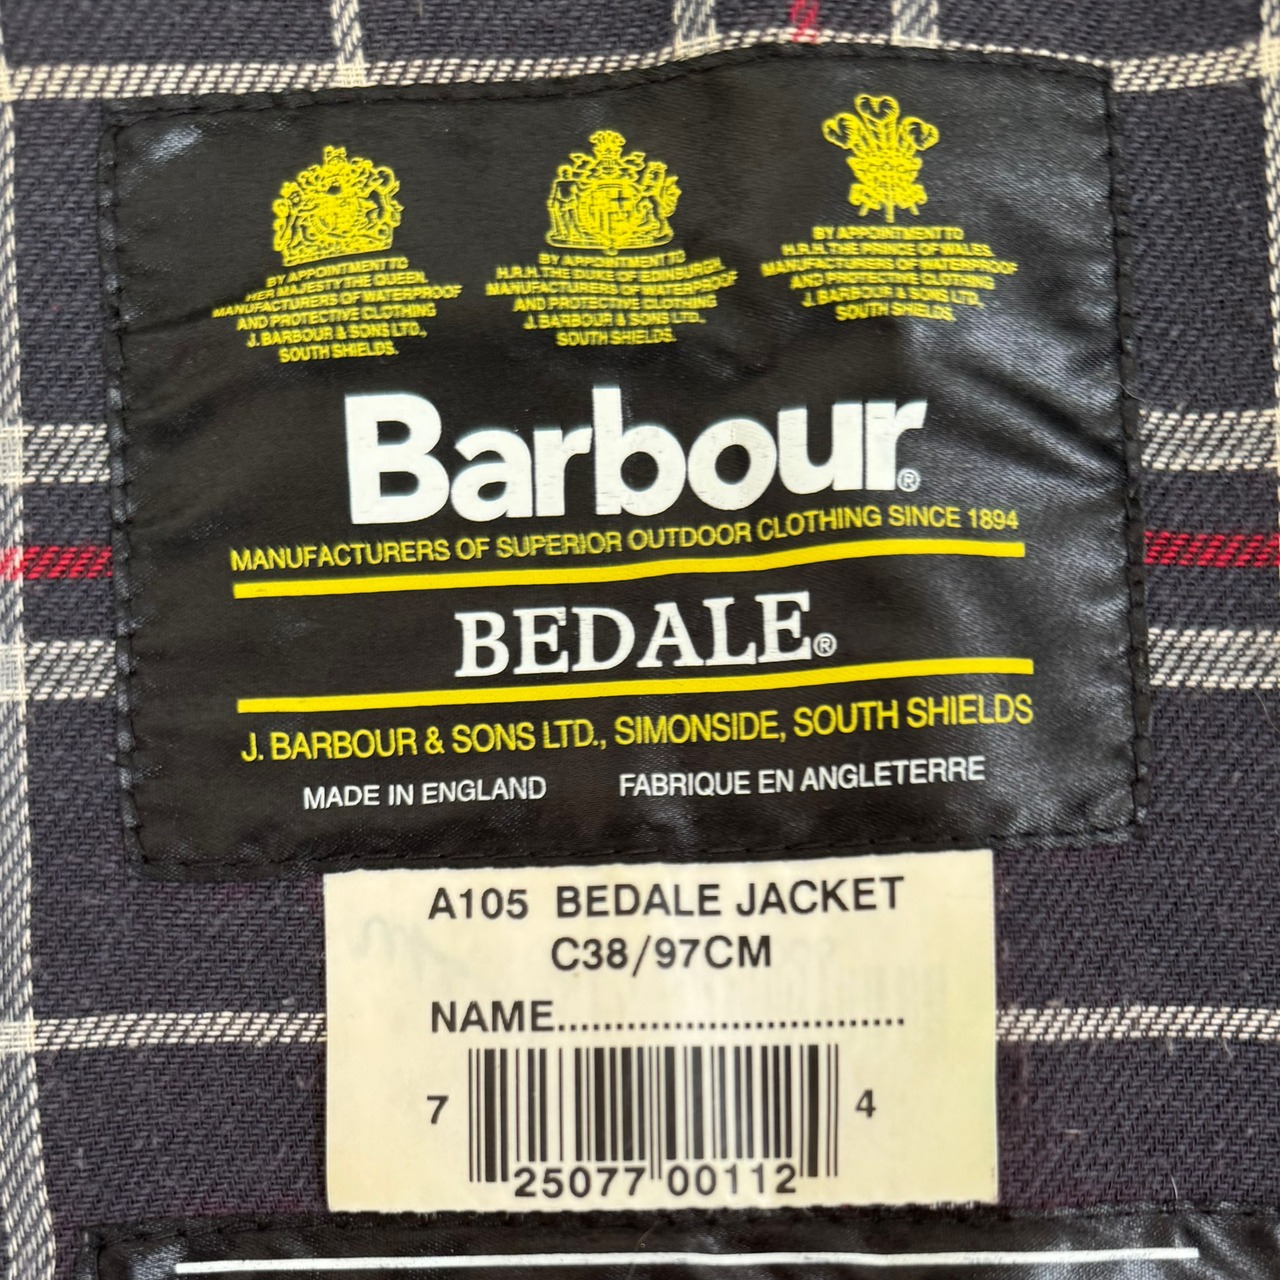 BY APPOINTMENT TO
HER MAJESTY THE QUEEN,
MANUFACTURERS OF WATERPROOF
AND PROTECTIVE CLOTHING
J. BARBOUR & SONS LTD.,
SOUTH SHIELDS.
BY APPOINTMENT TO
H.R.H. THE DUKE OF EDINBURGH,
MANUFACTURERS OF WATERPROOF
AND PROTECTIVE CLOTHING
J. BARBOUR & SONS LTD.,
SOUTH SHIELDS.
BY APPOINTMENT TO
H.R.H. THE PRINCE OF WALES,
MANUFACTURERS OF WATERPROOF
AND PROTECTIVE CLOTHING
J. BARBOUR & SONS LTD.,
SOUTH SHIELDS.
Barbour®
MANUFACTURERS OF SUPERIOR OUTDOOR CLOTHING SINCE 1894
BEDALE®
J. BARBOUR & SONS LTD., SIMONSIDE, SOUTH SHIELDS
MADE IN ENGLAND FABRIQUE EN ANGLETERRE
A105 BEDALE JACKET
C38/97CM
NAME..............................
7 25077 00112 4